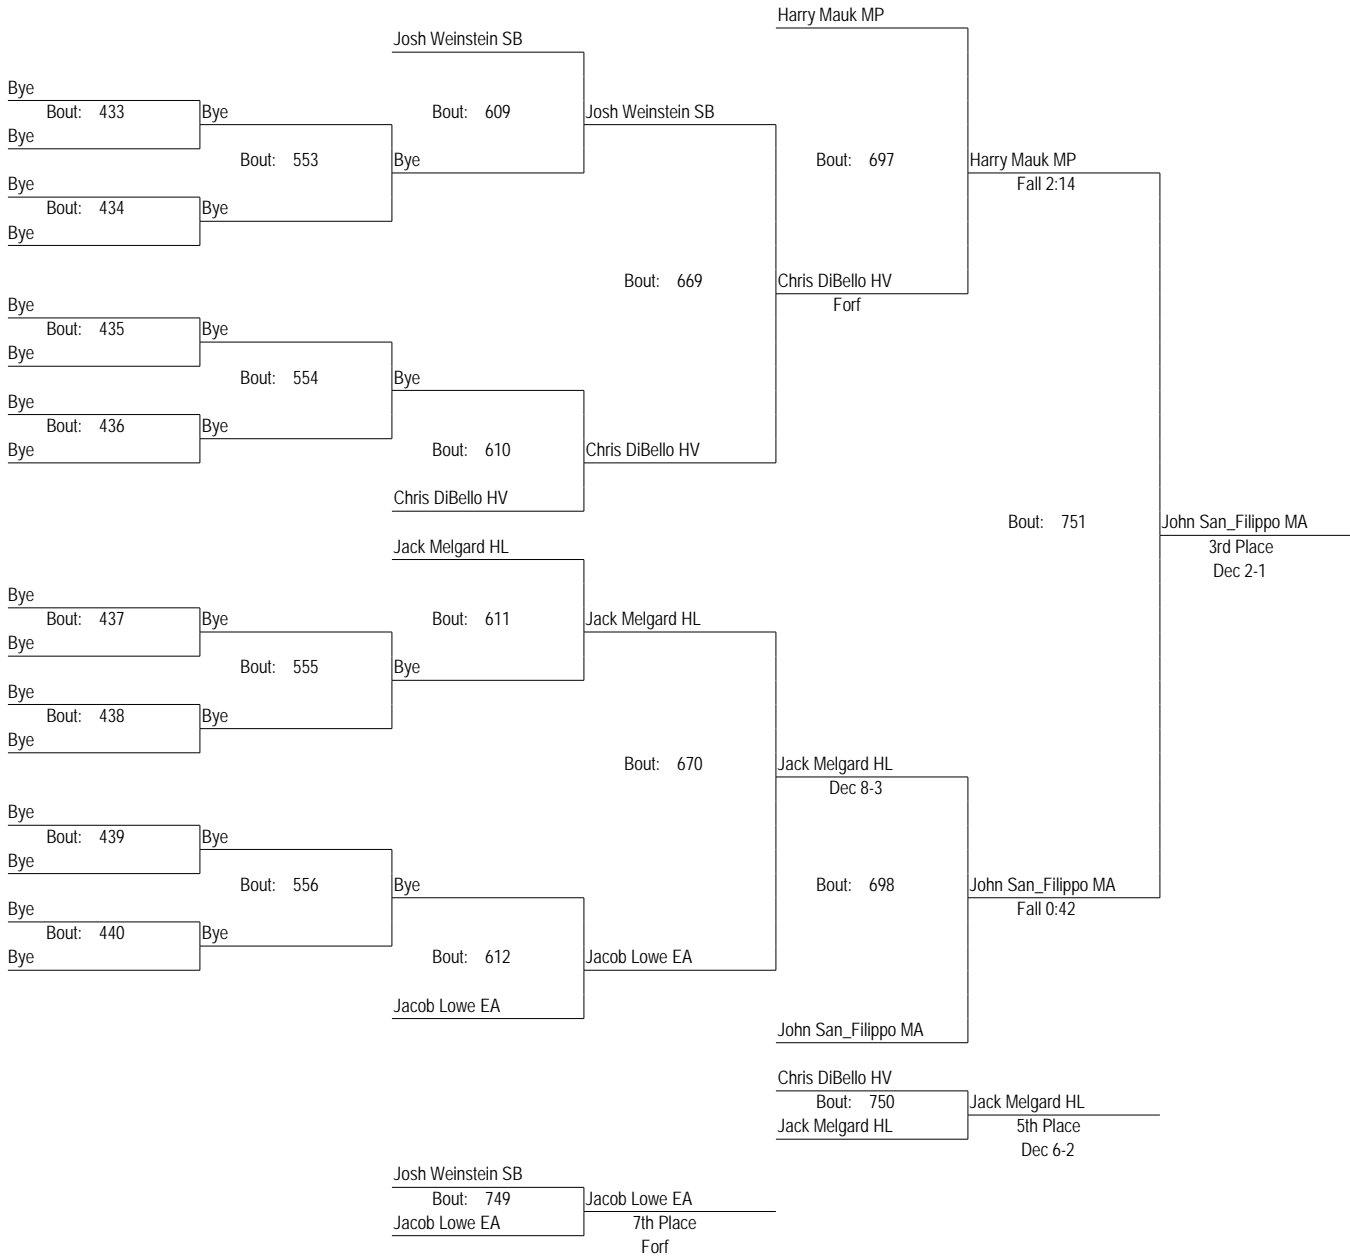 Harry Mauk MP
Josh Weinstein SB
Bye
Bout: 433
Bye
Bout: 609
Josh Weinstein SB
Bye
Bout: 553
Bye
Bout: 697
Harry Mauk MP
Bye
Fall 2:14
Bout: 434
Bye
Bye
Bout: 669
Chris DiBello HV
Bye
Forf
Bout: 435
Bye
Bye
Bout: 554
Bye
Bye
Bout: 436
Bye
Bye
Bout: 610
Chris DiBello HV
Chris DiBello HV
Bout: 751
John San_Filippo MA
Jack Melgard HL
3rd Place
Dec 2-1
Bye
Bout: 437
Bye
Bout: 611
Jack Melgard HL
Bye
Bout: 555
Bye
Bye
Bout: 438
Bye
Bye
Bout: 670
Jack Melgard HL
Dec 8-3
Bye
Bout: 439
Bye
Bye
Bout: 556
Bye
Bout: 698
John San_Filippo MA
Bye
Fall 0:42
Bout: 440
Bye
Bye
Bout: 612
Jacob Lowe EA
Jacob Lowe EA
John San_Filippo MA
Chris DiBello HV
Bout: 750
Jack Melgard HL
Jack Melgard HL
5th Place
Dec 6-2
Josh Weinstein SB
Bout: 749
Jacob Lowe EA
Jacob Lowe EA
7th Place
Forf